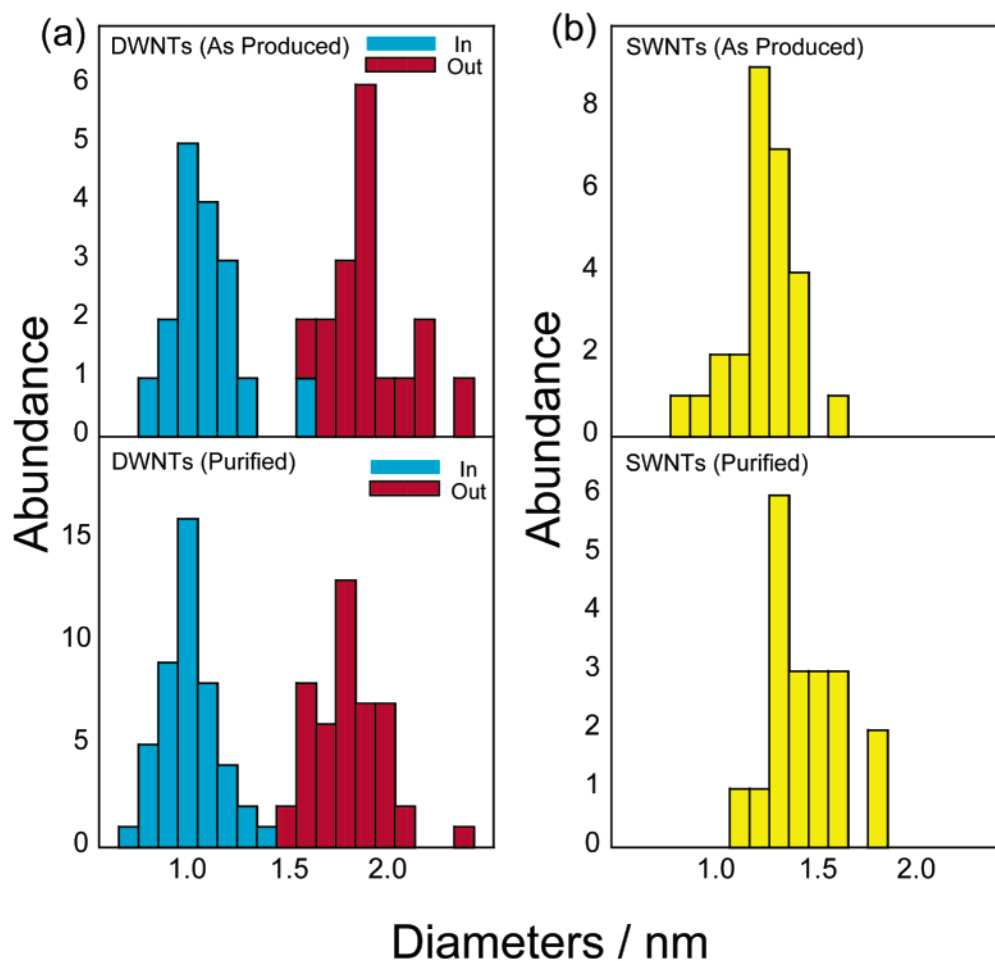 (a)
DWNTs (As Produced)
In
Out
6
5
4
3
2
1
0
DWNTs (Purified)
In
Out
15
10
5
0
1.0 1.5 2.0
Abundance
(b)
SWNTs (As Produced)
8
6
4
2
0
SWNTs (Purified)
6
5
4
3
2
1
0
1.0 1.5 2.0
Abundance
Diameters / nm